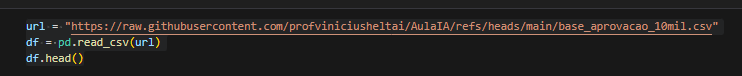 url = "https://raw.githubusercontent.com/profviniciusheltai/AulaIA/refs/heads/main/base_aprovacao_10mil.csv"
df = pd.read_csv(url)
df.head()